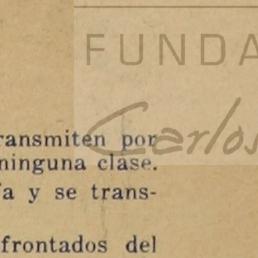 FUNDA
Carlos
ransmiten por
ninguna clase.
a y se trans-
frontados del